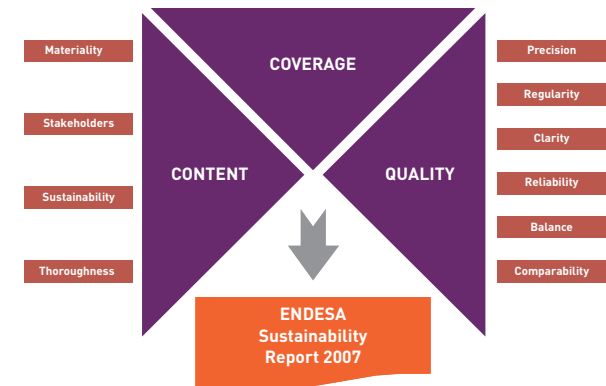 Materiality
Stakeholders
Sustainability
Thoroughness
COVERAGE
CONTENT
QUALITY
Precision
Regularity
Clarity
Reliability
Balance
Comparability
ENDESA
Sustainability
Report 2007